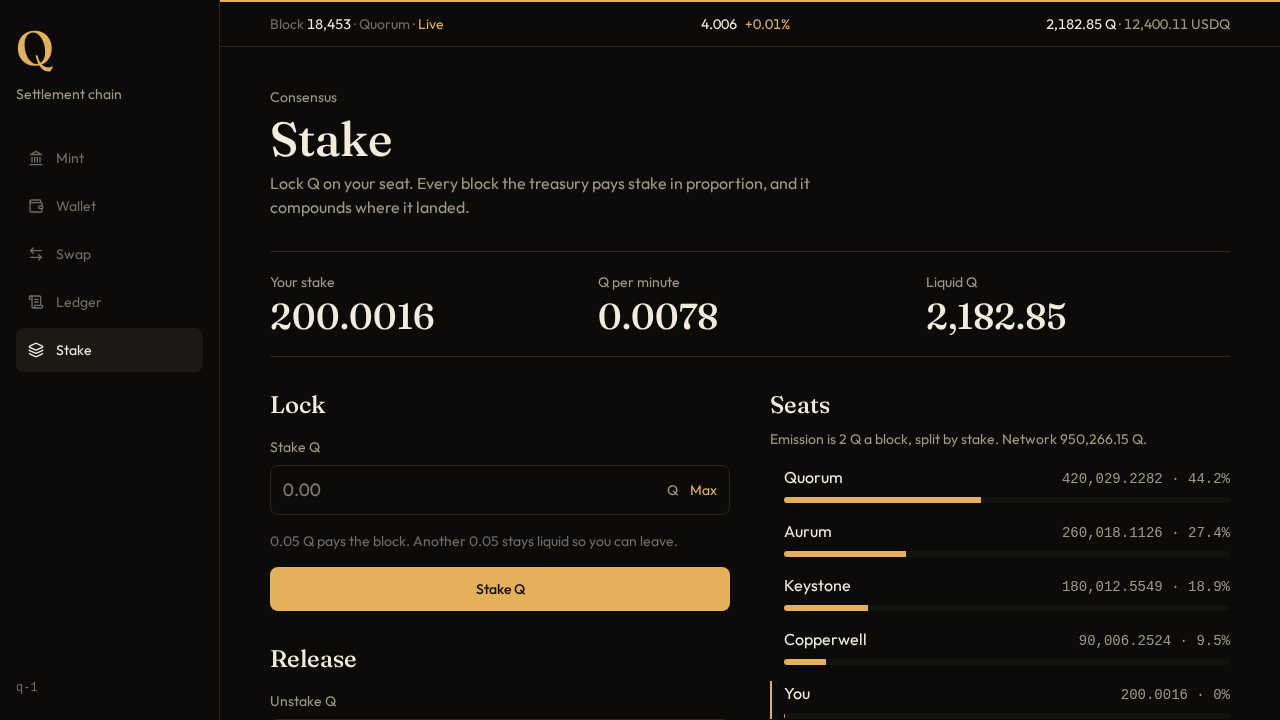 Q
Settlement chain
Mint
Wallet
Swap
Ledger
Stake
q-1
Block 18,453 · Quorum · Live
4.006 +0.01%
2,182.85 Q · 12,400.11 USDQ
Consensus
Stake
Lock Q on your seat. Every block the treasury pays stake in proportion, and it
compounds where it landed.
Your stake
200.0016
Q per minute
0.0078
Liquid Q
2,182.85
Lock
Stake Q
0.00 Q Max
0.05 Q pays the block. Another 0.05 stays liquid so you can leave.
Stake Q
Release
Unstake Q
Seats
Emission is 2 Q a block, split by stake. Network 950,266.15 Q.
Quorum 420,029.2282 · 44.2%
Aurum 260,018.1126 · 27.4%
Keystone 180,012.5549 · 18.9%
Copperwell 90,006.2524 · 9.5%
You 200.0016 · 0%